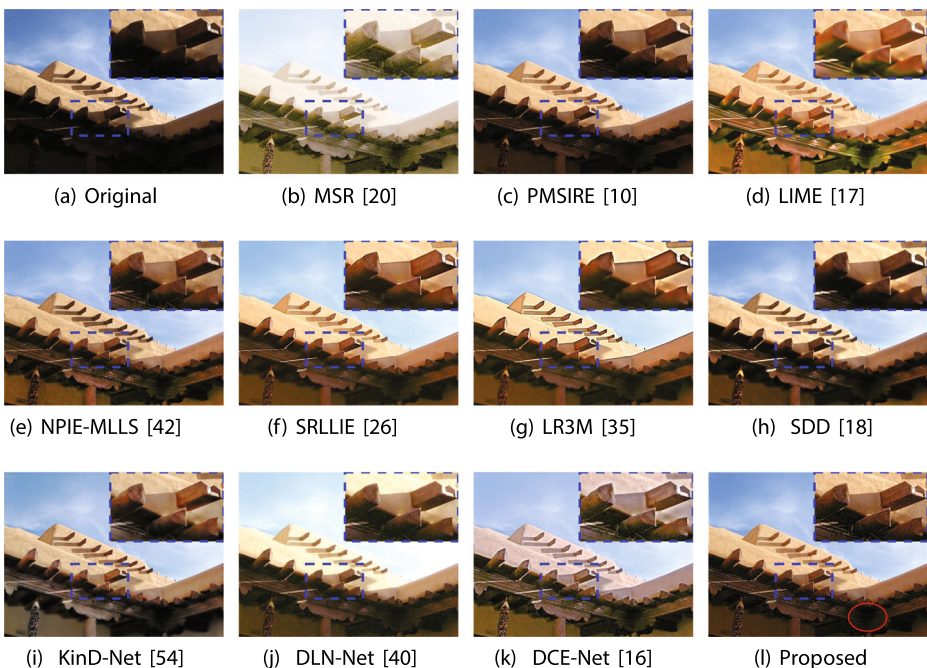 (a) Original
(b) MSR [20]
(c) PMSIRE [10]
(d) LIME [17]
(e) NPIE-MLLS [42]
(f) SRLLIE [26]
(g) LR3M [35]
(h) SDD [18]
(i) KinD-Net [54]
(j) DLN-Net [40]
(k) DCE-Net [16]
(l) Proposed